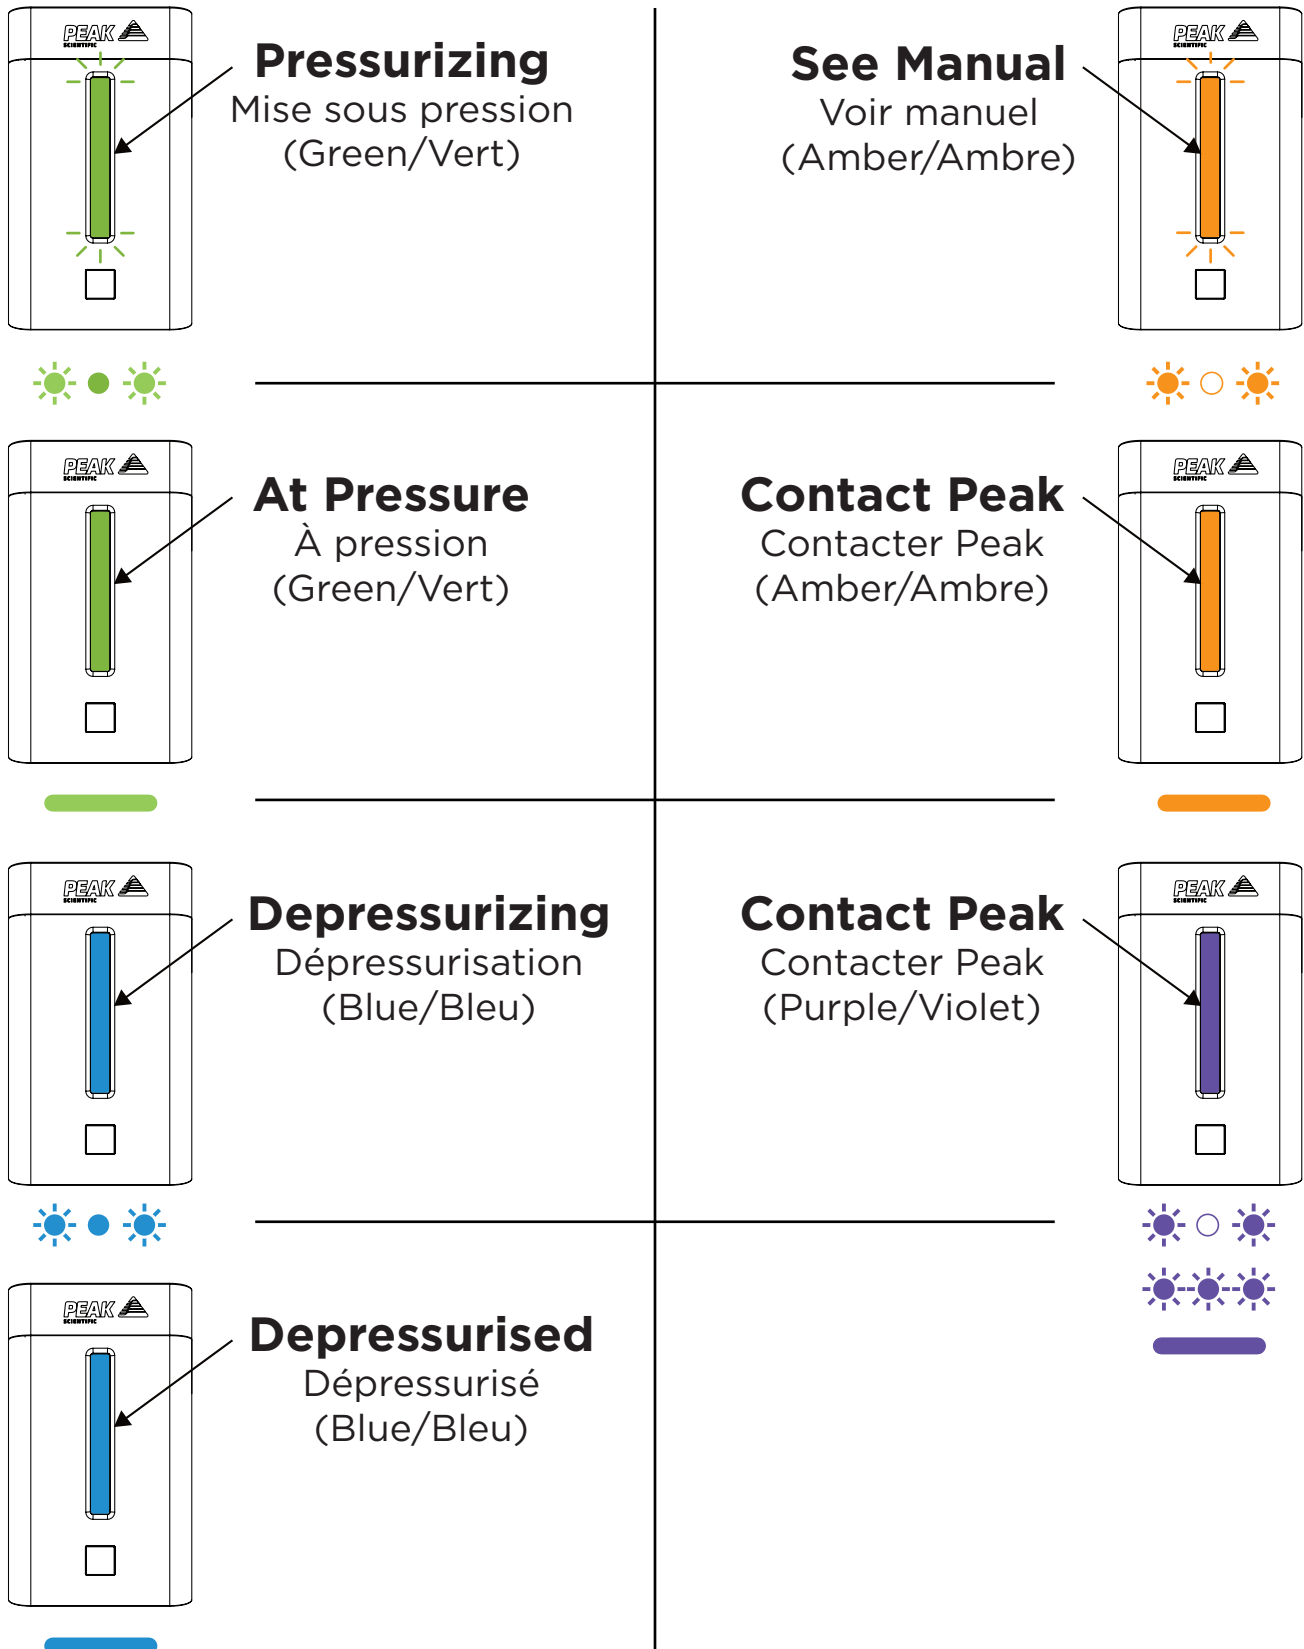 PEAK
SCIENTIFIC
Pressurizing
Mise sous pression
(Green/Vert)
PEAK
SCIENTIFIC
See Manual
Voir manuel
(Amber/Ambre)
PEAK
SCIENTIFIC
At Pressure
À pression
(Green/Vert)
PEAK
SCIENTIFIC
Contact Peak
Contacter Peak
(Amber/Ambre)
PEAK
SCIENTIFIC
Depressurizing
Dépressurisation
(Blue/Bleu)
PEAK
SCIENTIFIC
Contact Peak
Contacter Peak
(Purple/Violet)
PEAK
SCIENTIFIC
Depressurised
Dépressurisé
(Blue/Bleu)